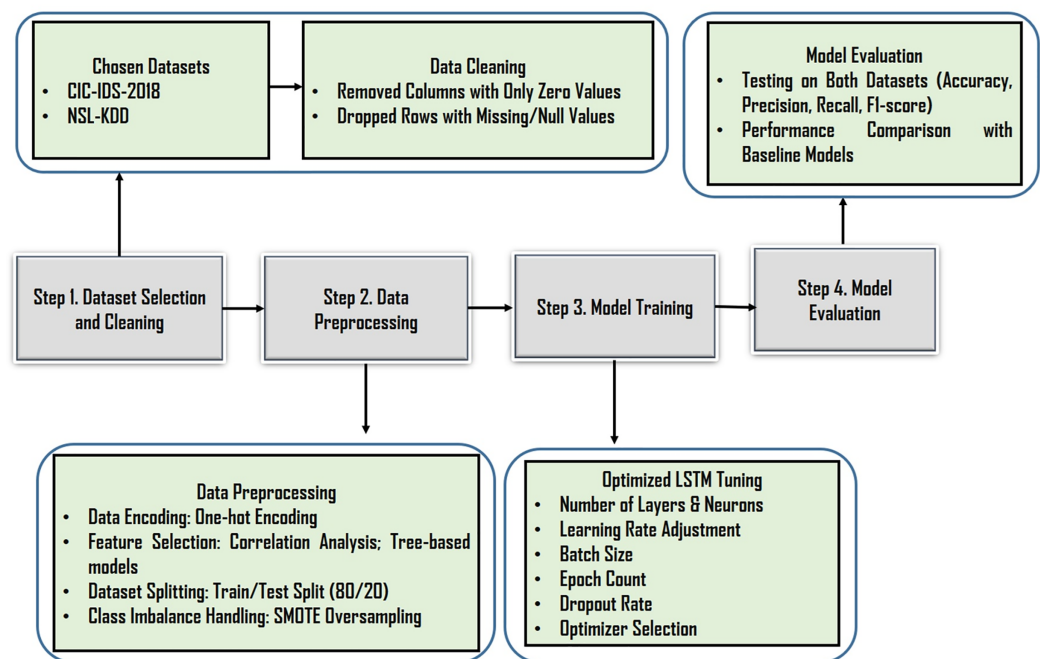 Chosen Datasets
• CIC-IDS-2018
• NSL-KDD
Data Cleaning
• Removed Columns with Only Zero Values
• Dropped Rows with Missing/Null Values
Model Evaluation
• Testing on Both Datasets (Accuracy,
Precision, Recall, F1-score)
• Performance Comparison with
Baseline Models
Step 1. Dataset Selection
and Cleaning
Step 2. Data
Preprocessing
Step 3. Model Training
Step 4. Model
Evaluation
Data Preprocessing
• Data Encoding: One-hot Encoding
• Feature Selection: Correlation Analysis; Tree-based
models
• Dataset Splitting: Train/Test Split (80/20)
• Class Imbalance Handling: SMOTE Oversampling
Optimized LSTM Tuning
• Number of Layers & Neurons
• Learning Rate Adjustment
• Batch Size
• Epoch Count
• Dropout Rate
• Optimizer Selection